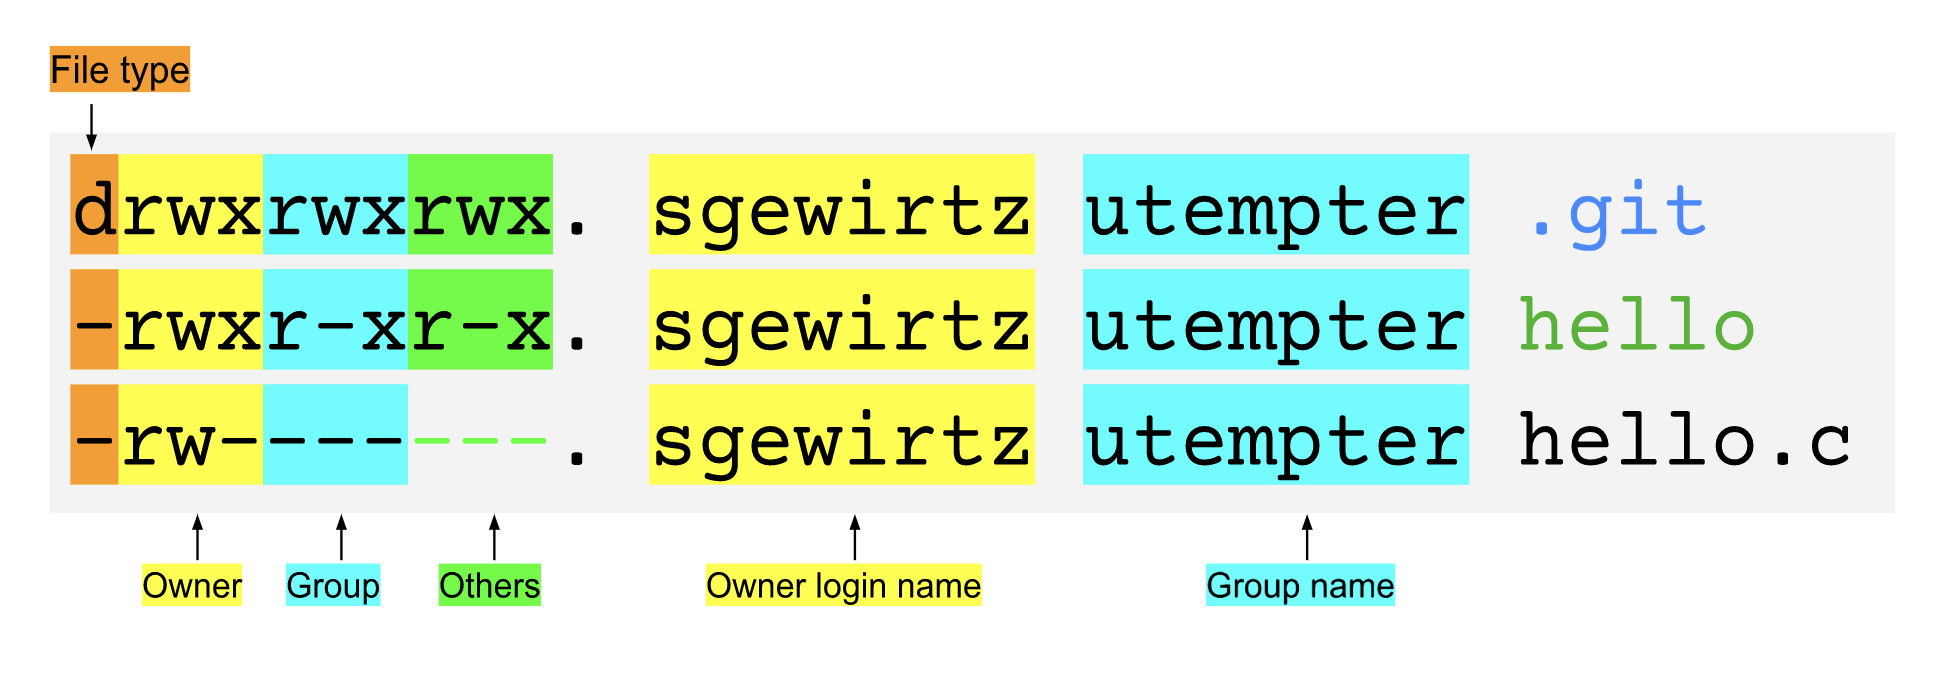 File type
drwxrwxrwx. sgewirtz utempter .git
-rwxr-xr-x. sgewirtz utempter hello
-rw-------. sgewirtz utempter hello.c
Owner Group Others Owner login name Group name